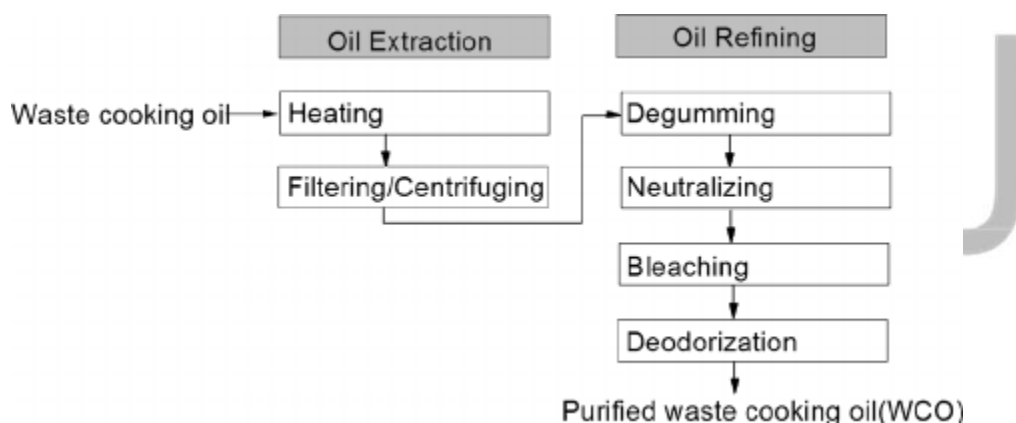 Oil Extraction
Oil Refining
Waste cooking oil
Heating
Filtering/Centrifuging
Degumming
Neutralizing
Bleaching
Deodorization
Purified waste cooking oil(WCO)
J